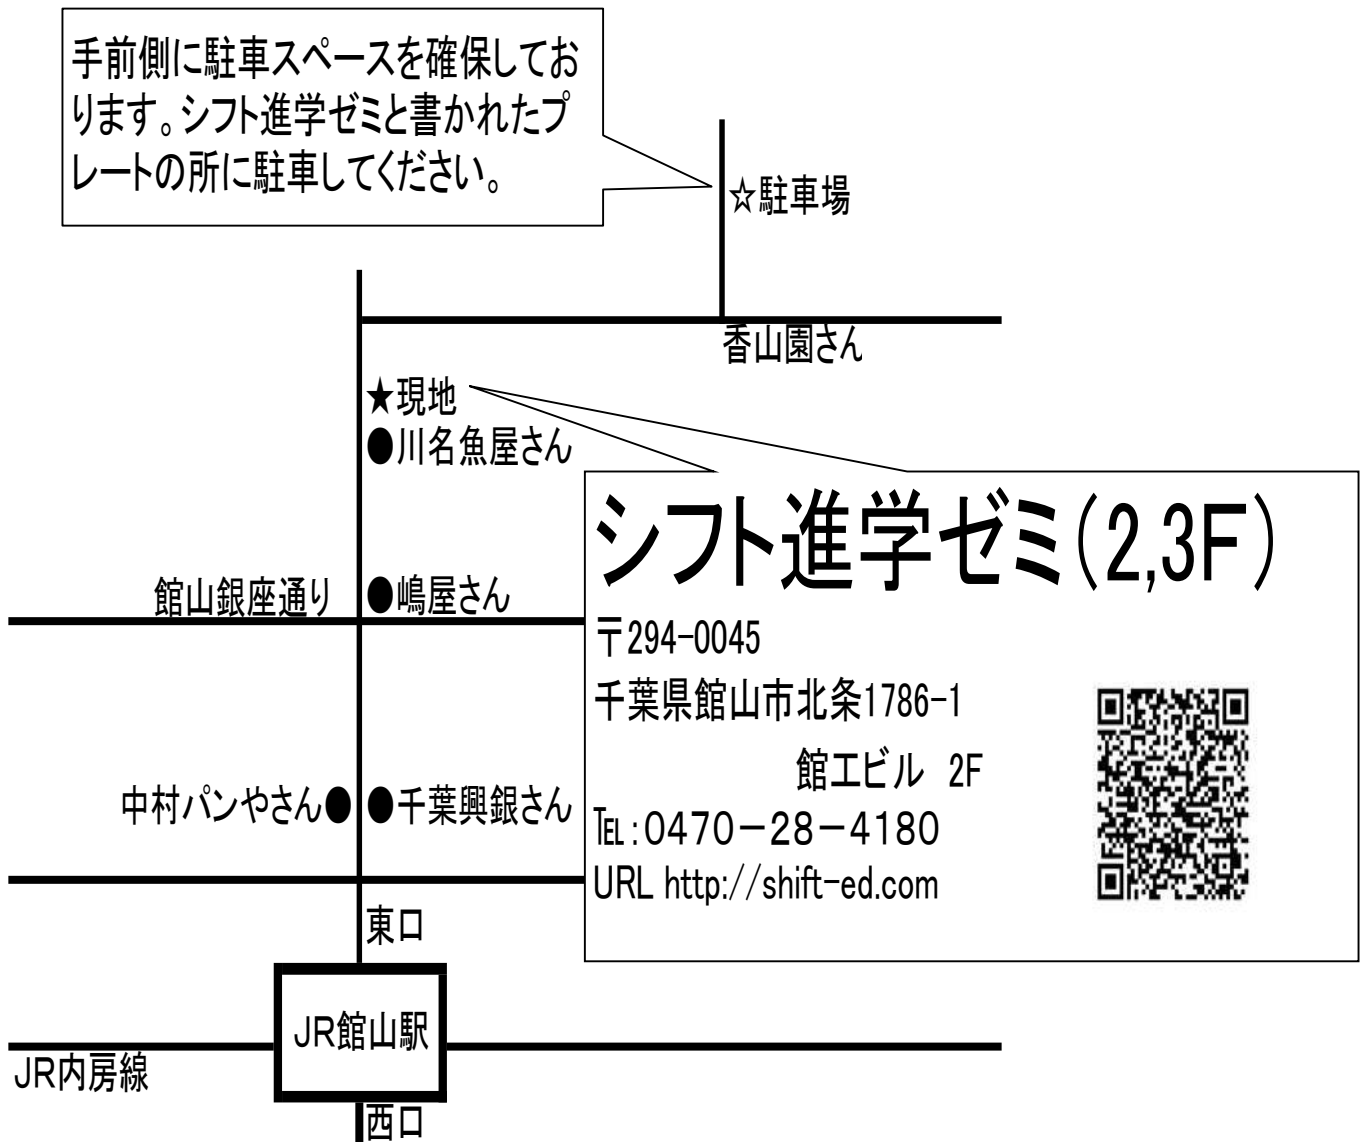 手前側に駐車スペースを確保してお
ります。シフト進学ゼミと書かれたプ
レートの所に駐車してください。
☆駐車場
香山園さん
★現地
●川名魚屋さん
シフト進学ゼミ(2,3F)
館山銀座通り
●嶋屋さん
〒294-0045
千葉県館山市北条1786-1
館エビル 2F
中村パンやさん●
●千葉興銀さん
℡:0470-28-4180
URL http://shift-ed.com
東口
JR館山駅
JR内房線
西口